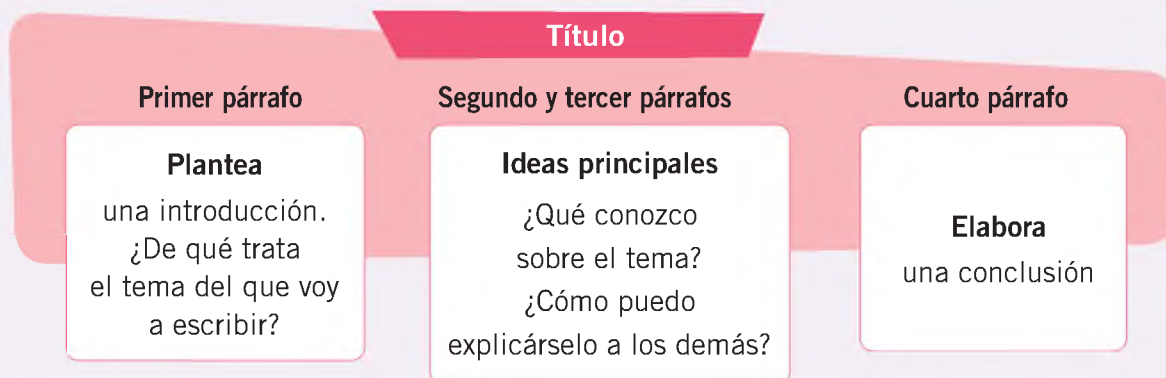 Título
Primer párrafo
Plantea
una introducción.
¿De qué trata
el tema del que voy
a escribir?
Segundo y tercer párrafos
Ideas principales
¿Qué conozco
sobre el tema?
¿Cómo puedo
explicárselo a los demás?
Cuarto párrafo
Elabora
una conclusión